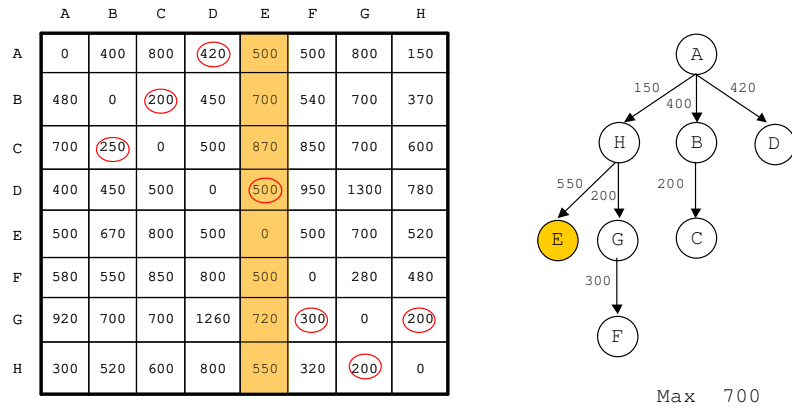 A B C D E F G H
A 0 400 800 420 500 500 800 150
B 480 0 200 450 700 540 700 370
C 700 250 0 500 870 850 700 600
D 400 450 500 0 500 950 1300 780
E 500 670 800 500 0 500 700 520
F 580 550 850 800 500 0 280 480
G 920 700 700 1260 720 300 0 200
H 300 520 600 800 550 320 200 0
A
150 400 420
H B D
550 200 200
E G C
300
F
Max 700